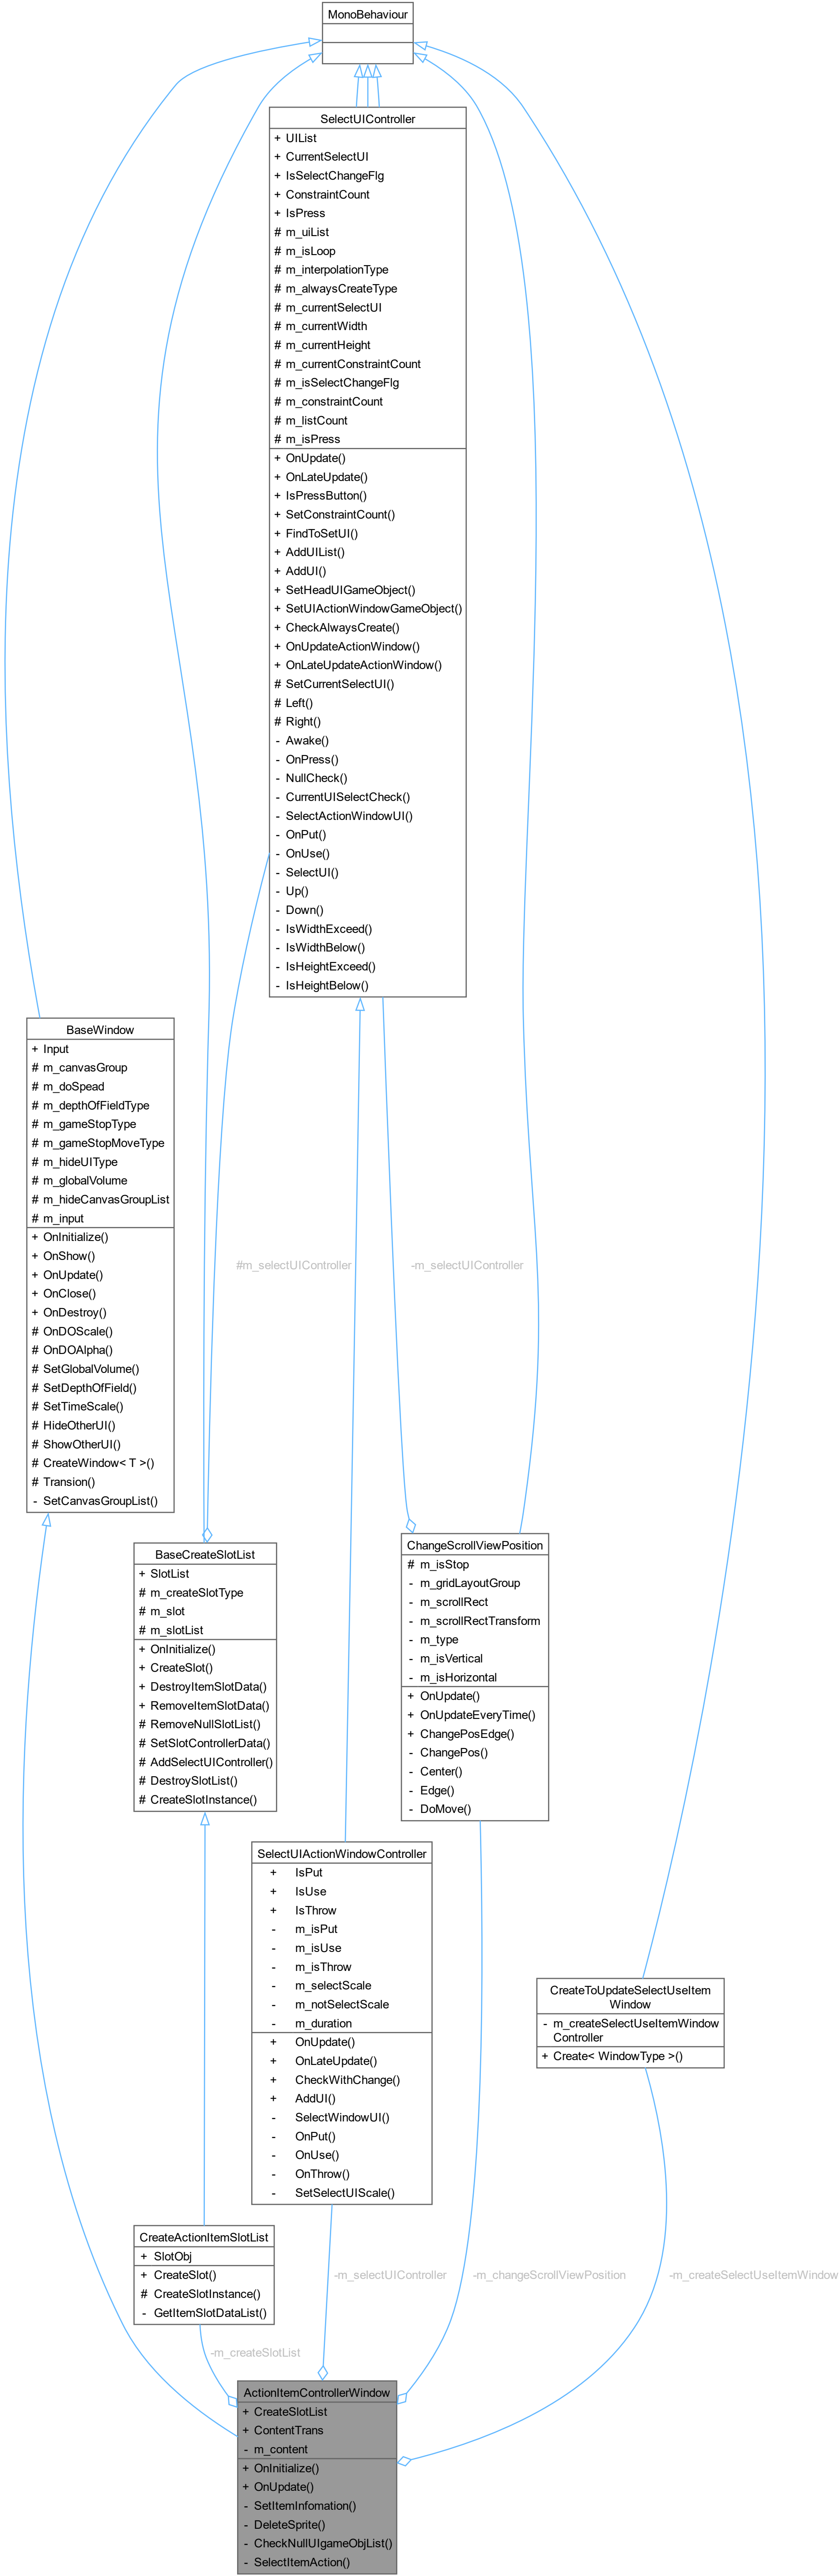 MonoBehaviour
SelectUIController
+ UIList
+ CurrentSelectUI
+ IsSelectChangeFlg
+ ConstraintCount
+ IsPress
# m_uiList
# m_isLoop
# m_interpolationType
# m_alwaysCreateType
# m_currentSelectUI
# m_currentWidth
# m_currentHeight
# m_currentConstraintCount
# m_isSelectChangeFlg
# m_constraintCount
# m_listCount
# m_isPress
+ OnUpdate()
+ OnLateUpdate()
+ IsPressButton()
+ SetConstraintCount()
+ FindToSetUI()
+ AddUIList()
+ AddUI()
+ SetHeadUIGameObject()
+ SetUIActionWindowGameObject()
+ CheckAlwaysCreate()
+ OnUpdateActionWindow()
+ OnLateUpdateActionWindow()
# SetCurrentSelectUI()
# Left()
# Right()
- Awake()
- OnPress()
- NullCheck()
- CurrentUISelectCheck()
- SelectActionWindowUI()
- OnPut()
- OnUse()
- SelectUI()
- Up()
- Down()
- IsWidthExceed()
- IsWidthBelow()
- IsHeightExceed()
- IsHeightBelow()
BaseWindow
+ Input
# m_canvasGroup
# m_doSpead
# m_depthOfFieldType
# m_gameStopType
# m_gameStopMoveType
# m_hideUIType
# m_globalVolume
# m_hideCanvasGroupList
# m_input
+ OnInitialize()
+ OnShow()
+ OnUpdate()
+ OnClose()
+ OnDestroy()
# OnDOScale()
# OnDOAlpha()
# SetGlobalVolume()
# SetDepthOfField()
# SetTimeScale()
# HideOtherUI()
# ShowOtherUI()
# CreateWindow< T >()
# Transion()
- SetCanvasGroupList()
#m_selectUIController
-m_selectUIController
BaseCreateSlotList
+ SlotList
# m_createSlotType
# m_slot
# m_slotList
+ OnInitialize()
+ CreateSlot()
+ DestroyItemSlotData()
+ RemoveItemSlotData()
# RemoveNullSlotList()
# SetSlotControllerData()
# AddSelectUIController()
# DestroySlotList()
# CreateSlotInstance()
ChangeScrollViewPosition
# m_isStop
- m_gridLayoutGroup
- m_scrollRect
- m_scrollRectTransform
- m_type
- m_isVertical
- m_isHorizontal
+ OnUpdate()
+ OnUpdateEveryTime()
+ ChangePosEdge()
- ChangePos()
- Center()
- Edge()
- DoMove()
SelectUIActionWindowController
+ IsPut
+ IsUse
+ IsThrow
- m_isPut
- m_isUse
- m_isThrow
- m_selectScale
- m_notSelectScale
- m_duration
+ OnUpdate()
+ OnLateUpdate()
+ CheckWithChange()
+ AddUI()
- SelectWindowUI()
- OnPut()
- OnUse()
- OnThrow()
- SetSelectUIScale()
CreateToUpdateSelectUseItem
Window
- m_createSelectUseItemWindow
Controller
+ Create< WindowType >()
CreateActionItemSlotList
+ SlotObj
+ CreateSlot()
# CreateSlotInstance()
- GetItemSlotDataList()
-m_selectUIController
-m_changeScrollViewPosition
-m_createSelectUseItemWindow
-m_createSlotList
ActionItemControllerWindow
+ CreateSlotList
+ ContentTrans
- m_content
+ OnInitialize()
+ OnUpdate()
- SetItemInfomation()
- DeleteSprite()
- CheckNullUIgameObjList()
- SelectItemAction()